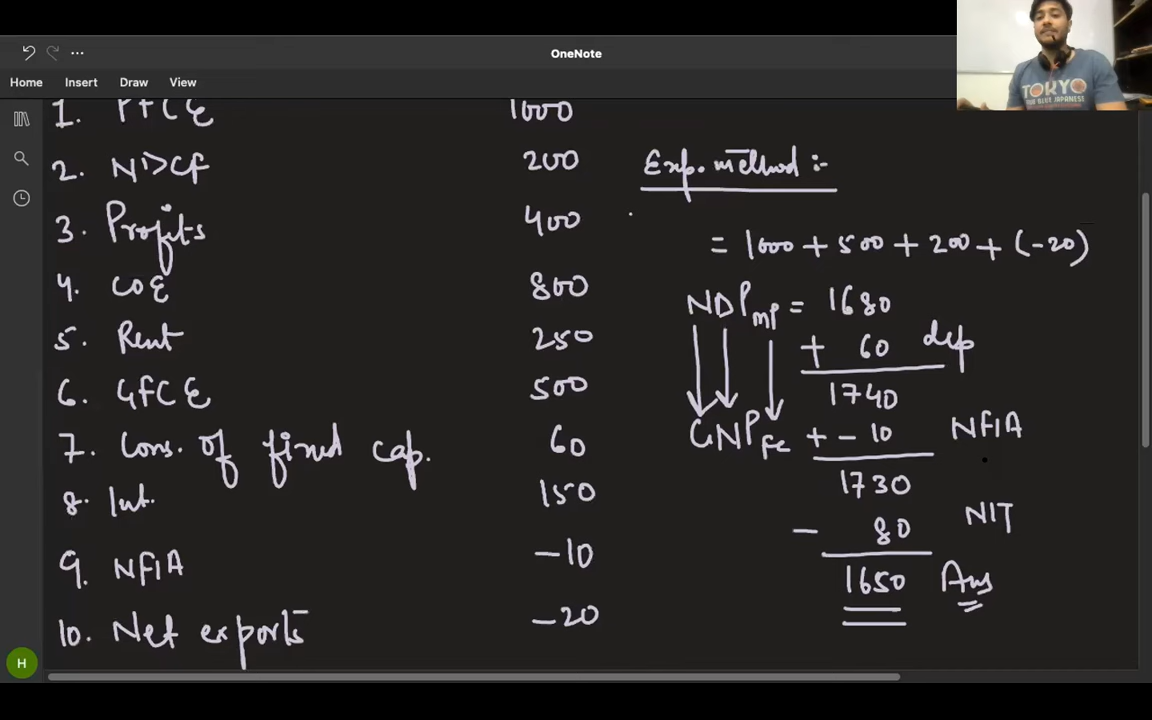 OneNote
Home Insert Draw View
TOKYO
1. PFCE 1000
2. NDCF 200
3. Profits 400
4. COE 800
5. Rent 250
6. GFCE 500
7. Cons. of fixed cap. 60
8. Int. 150
9. NFIA -10
10. Net exports -20
Exp. method :-
= 1000 + 500 + 200 + (-20)
NDPMP = 1680
+ 60 dep
1740
GNPFC + - 10 NFIA
1730
- 80 NIT
1650 Ans
H